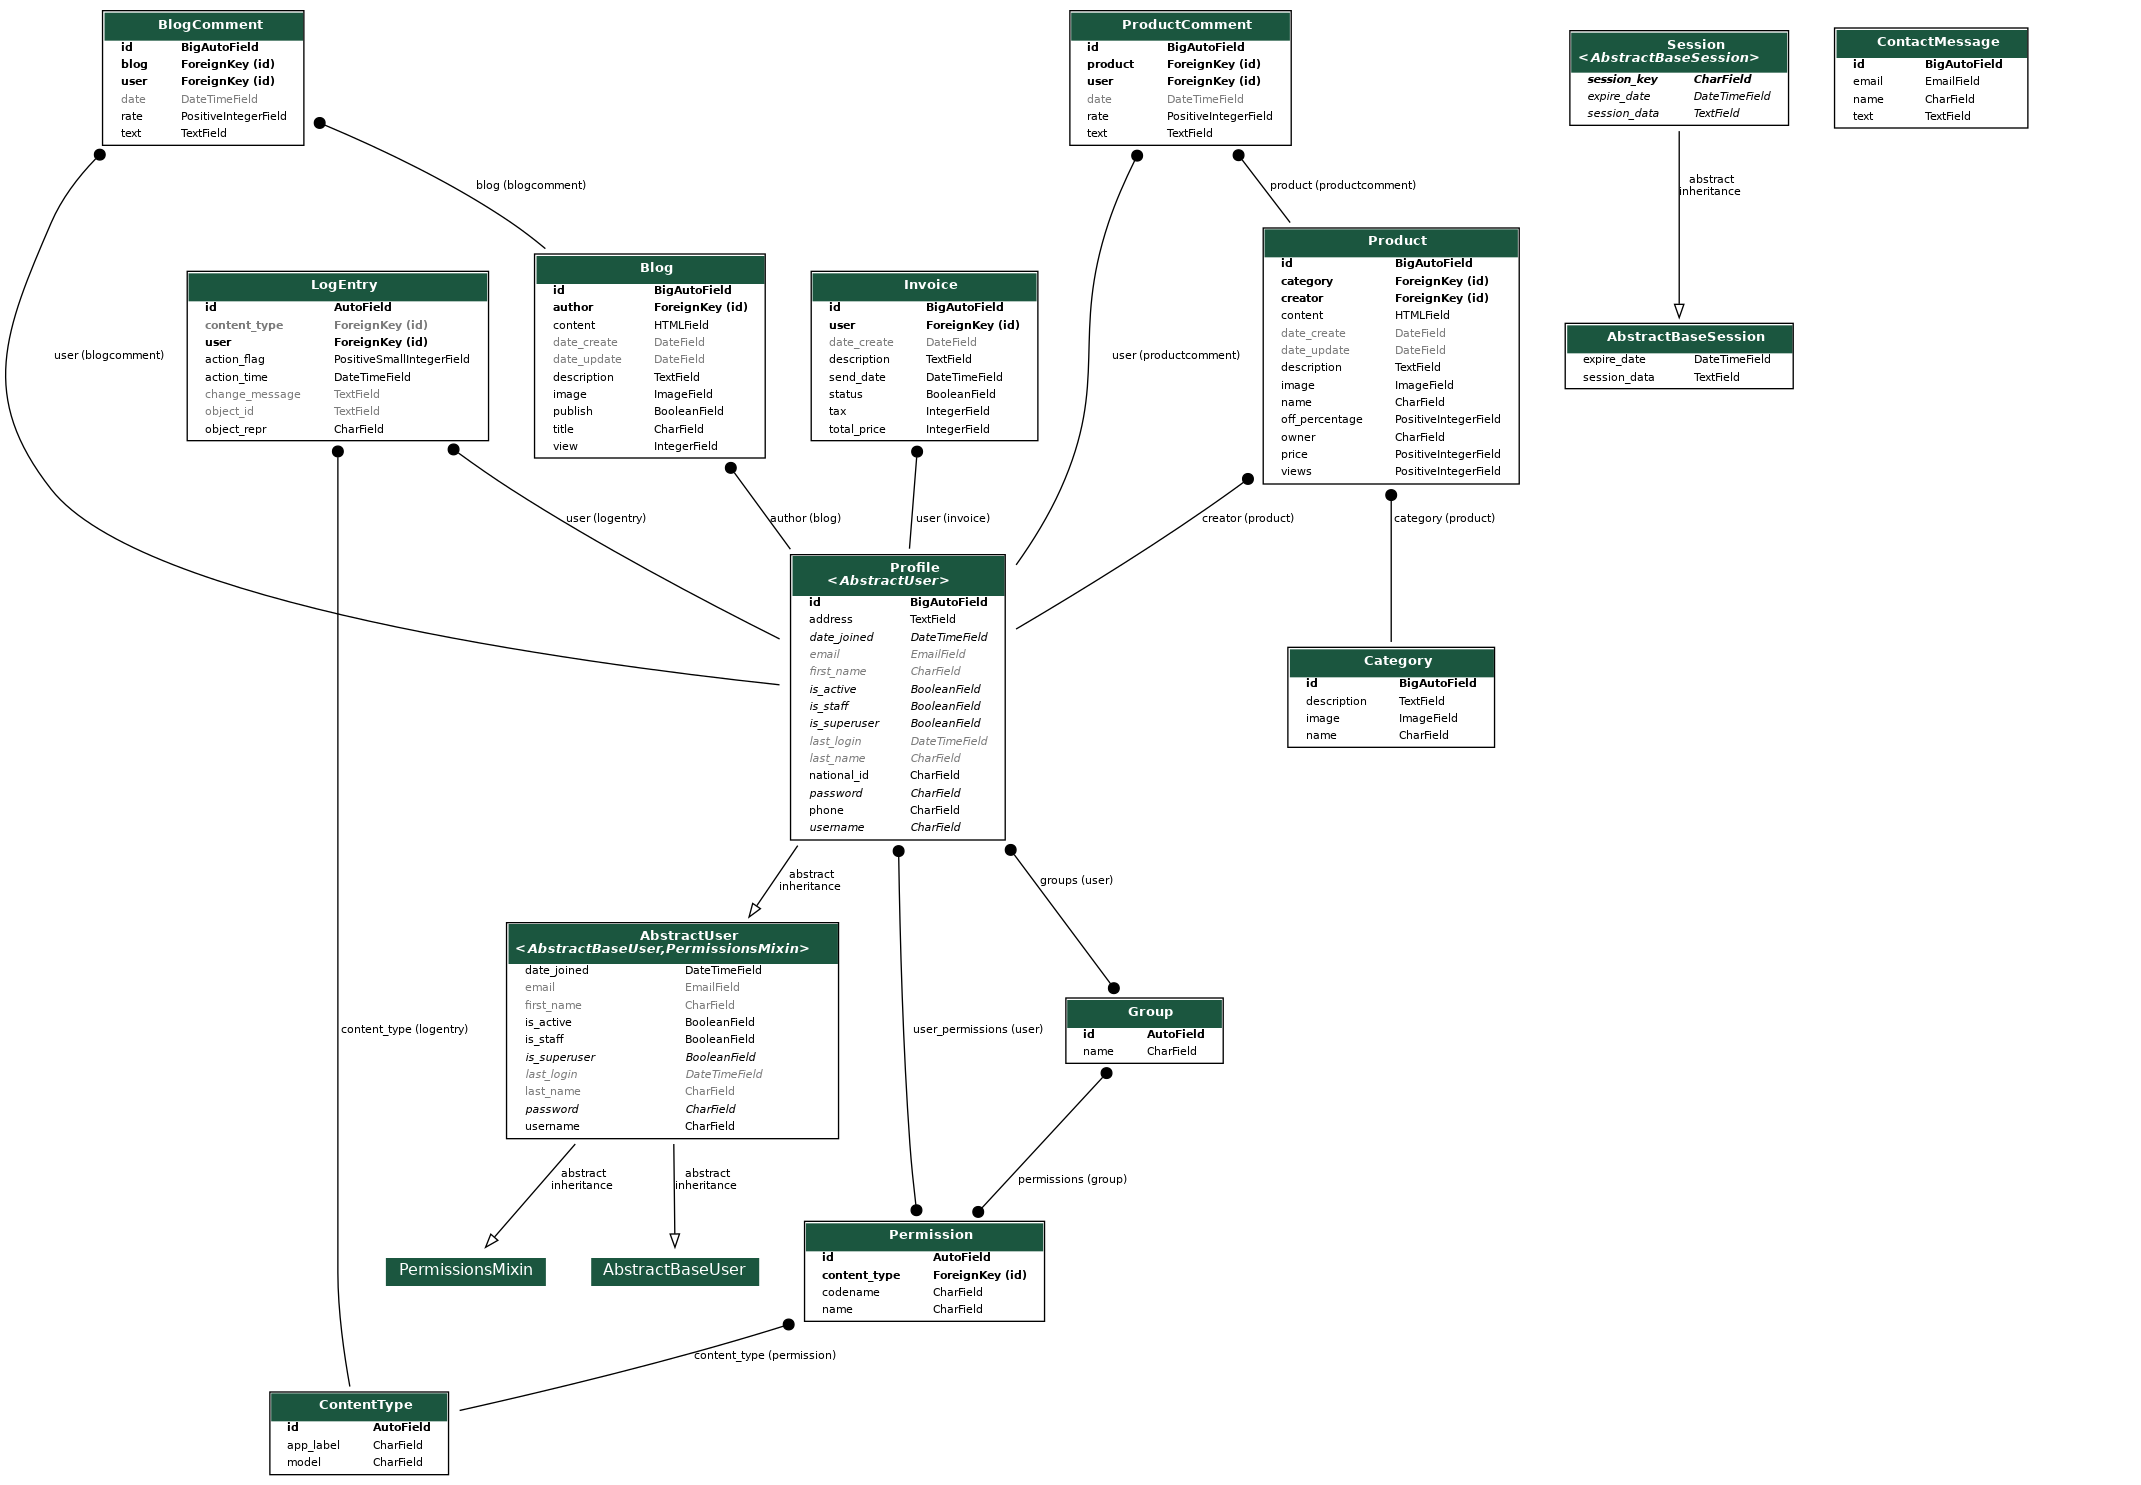 BlogComment
id BigAutoField
blog ForeignKey (id)
user ForeignKey (id)
date DateTimeField
rate PositiveIntegerField
text TextField
ProductComment
id BigAutoField
product ForeignKey (id)
user ForeignKey (id)
date DateTimeField
rate PositiveIntegerField
text TextField
Session
<AbstractBaseSession>
session_key CharField
expire_date DateTimeField
session_data TextField
ContactMessage
id BigAutoField
email EmailField
name CharField
text TextField
blog (blogcomment)
product (productcomment)
abstract
inheritance
user (blogcomment)
LogEntry
id AutoField
content_type ForeignKey (id)
user ForeignKey (id)
action_flag PositiveSmallIntegerField
action_time DateTimeField
change_message TextField
object_id TextField
object_repr CharField
Blog
id BigAutoField
author ForeignKey (id)
content HTMLField
date_create DateField
date_update DateField
description TextField
image ImageField
publish BooleanField
title CharField
view IntegerField
Invoice
id BigAutoField
user ForeignKey (id)
date_create DateField
description TextField
send_date DateTimeField
status BooleanField
tax IntegerField
total_price IntegerField
user (productcomment)
Product
id BigAutoField
category ForeignKey (id)
creator ForeignKey (id)
content HTMLField
date_create DateField
date_update DateField
description TextField
image ImageField
name CharField
off_percentage PositiveIntegerField
owner CharField
price PositiveIntegerField
views PositiveIntegerField
AbstractBaseSession
expire_date DateTimeField
session_data TextField
user (logentry)
author (blog)
user (invoice)
creator (product)
category (product)
Profile
<AbstractUser>
id BigAutoField
address TextField
date_joined DateTimeField
email EmailField
first_name CharField
is_active BooleanField
is_staff BooleanField
is_superuser BooleanField
last_login DateTimeField
last_name CharField
national_id CharField
password CharField
phone CharField
username CharField
Category
id BigAutoField
description TextField
image ImageField
name CharField
abstract
inheritance
groups (user)
AbstractUser
<AbstractBaseUser,PermissionsMixin>
date_joined DateTimeField
email EmailField
first_name CharField
is_active BooleanField
is_staff BooleanField
is_superuser BooleanField
last_login DateTimeField
last_name CharField
password CharField
username CharField
content_type (logentry)
user_permissions (user)
Group
id AutoField
name CharField
abstract
inheritance
abstract
inheritance
permissions (group)
PermissionsMixin
AbstractBaseUser
Permission
id AutoField
content_type ForeignKey (id)
codename CharField
name CharField
content_type (permission)
ContentType
id AutoField
app_label CharField
model CharField